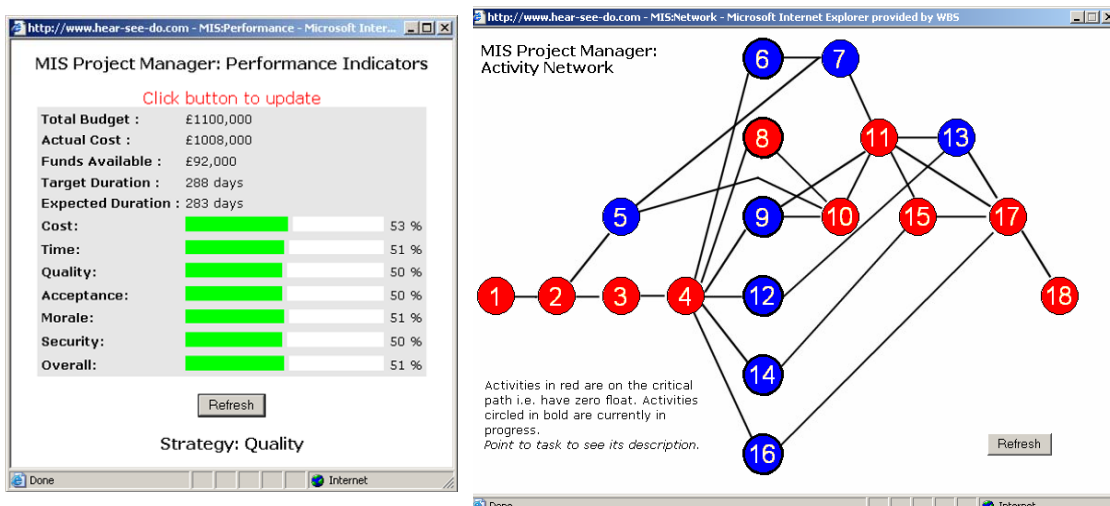 http://www.hear-see-do.com - MIS:Performance - Microsoft Inter...
MIS Project Manager: Performance Indicators
Click button to update
Total Budget : £1100,000
Actual Cost : £1008,000
Funds Available : £92,000
Target Duration : 288 days
Expected Duration : 283 days
Cost: 53 %
Time: 51 %
Quality: 50 %
Acceptance: 50 %
Morale: 51 %
Security: 50 %
Overall: 51 %
Refresh
Strategy: Quality
Done Internet
http://www.hear-see-do.com - MIS:Network - Microsoft Internet Explorer provided by WBS
MIS Project Manager:
Activity Network
6 7
8 11 13
5 9 10 15 17
1 2 3 4 12 18
14
16
Activities in red are on the critical
path i.e. have zero float. Activities
circled in bold are currently in
progress.
Point to task to see its description.
Refresh
Done Internet